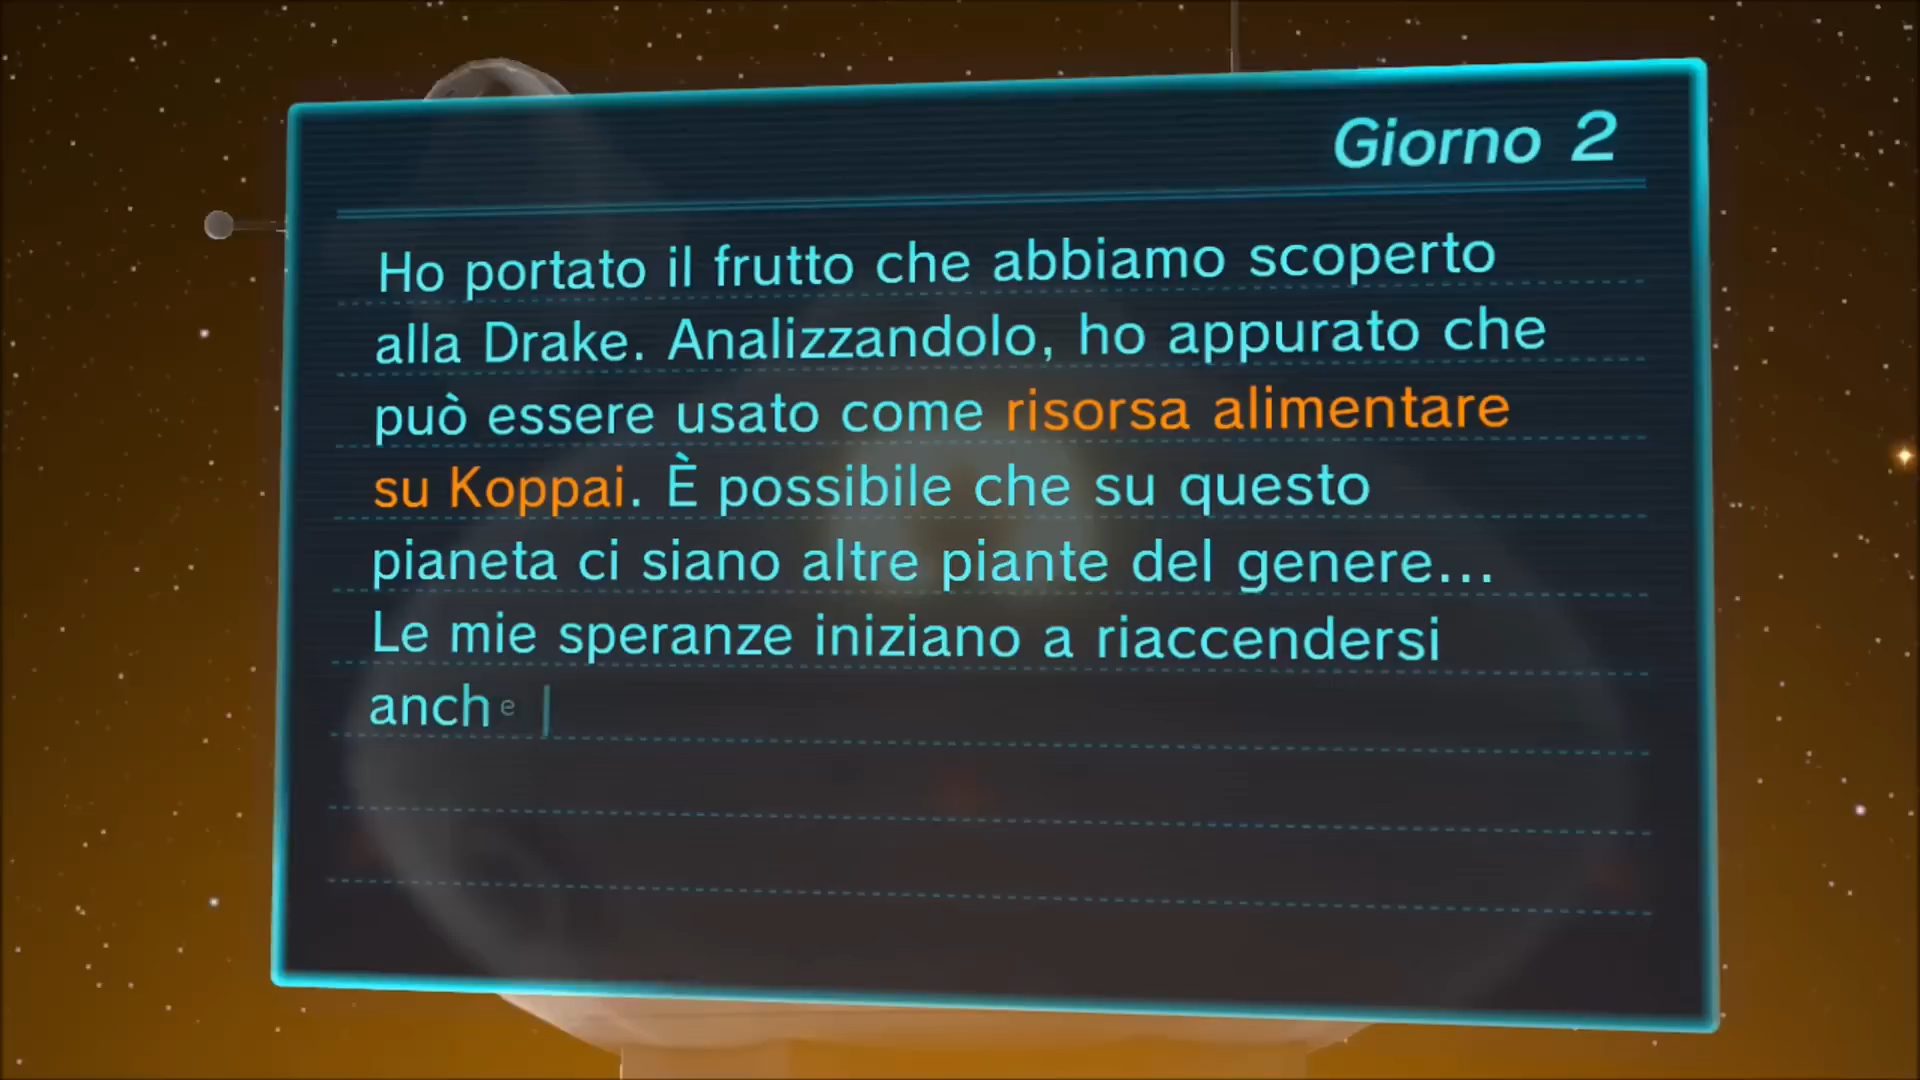 Giorno 2
Ho portato il frutto che abbiamo scoperto
alla Drake. Analizzandolo, ho appurato che
può essere usato come risorsa alimentare
su Koppai. È possibile che su questo
pianeta ci siano altre piante del genere...
Le mie speranze iniziano a riaccendersi
anche